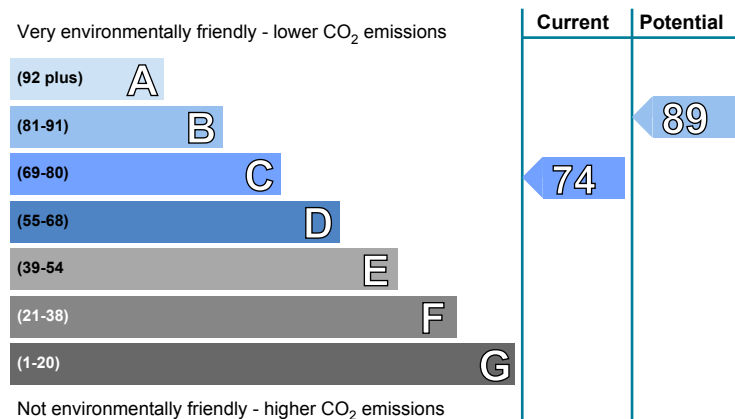 Very environmentally friendly - lower CO₂ emissions
Current
Potential
(92 plus) A
(81-91) B
(69-80) C
(55-68) D
(39-54 E
(21-38) F
(1-20) G
89
74
Not environmentally friendly - higher CO₂ emissions